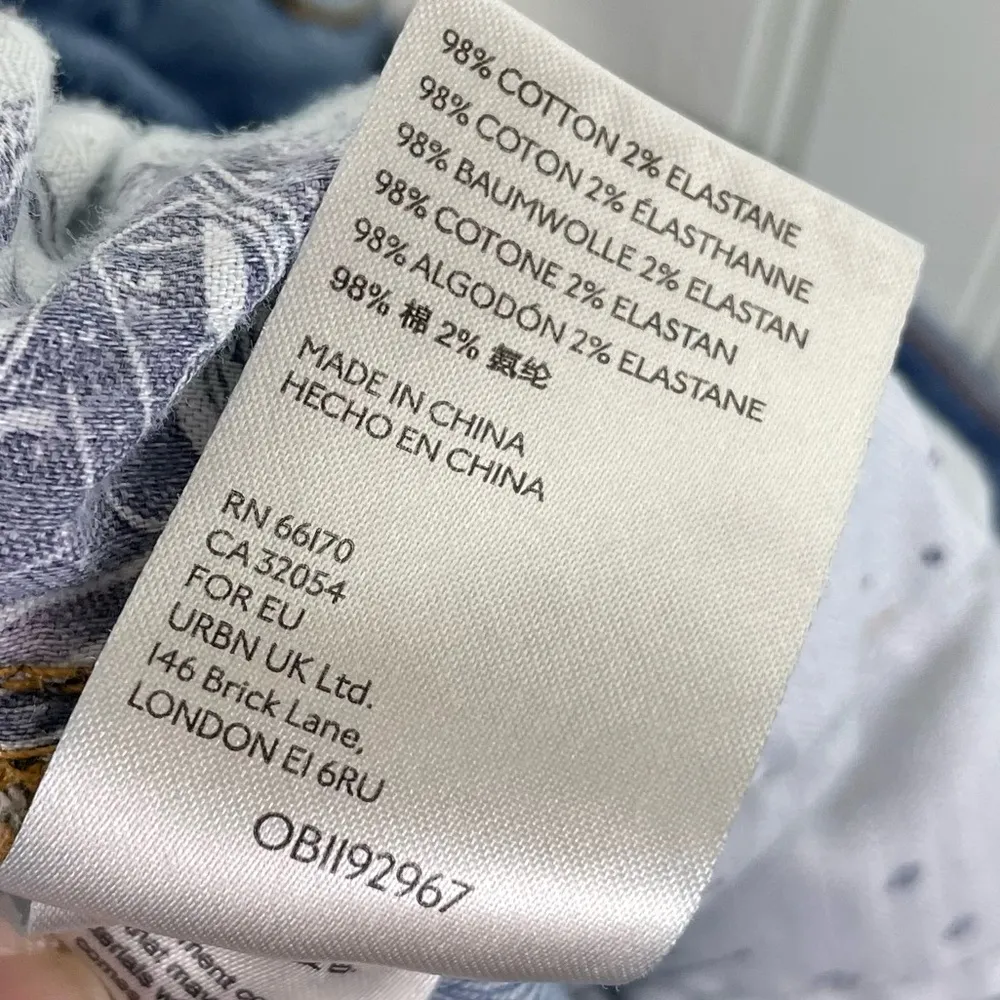 98% COTTON 2% ELASTANE
98% COTON 2% ÉLASTHANNE
98% BAUMWOLLE 2% ELASTAN
98% COTONE 2% ELASTAN
98% ALGODÓN 2% ELASTANE
98% 棉 2% 氨纶
MADE IN CHINA
HECHO EN CHINA
RN 66170
CA 32054
FOR EU
URBN UK Ltd.
146 Brick Lane,
LONDON E1 6RU
OB1192967